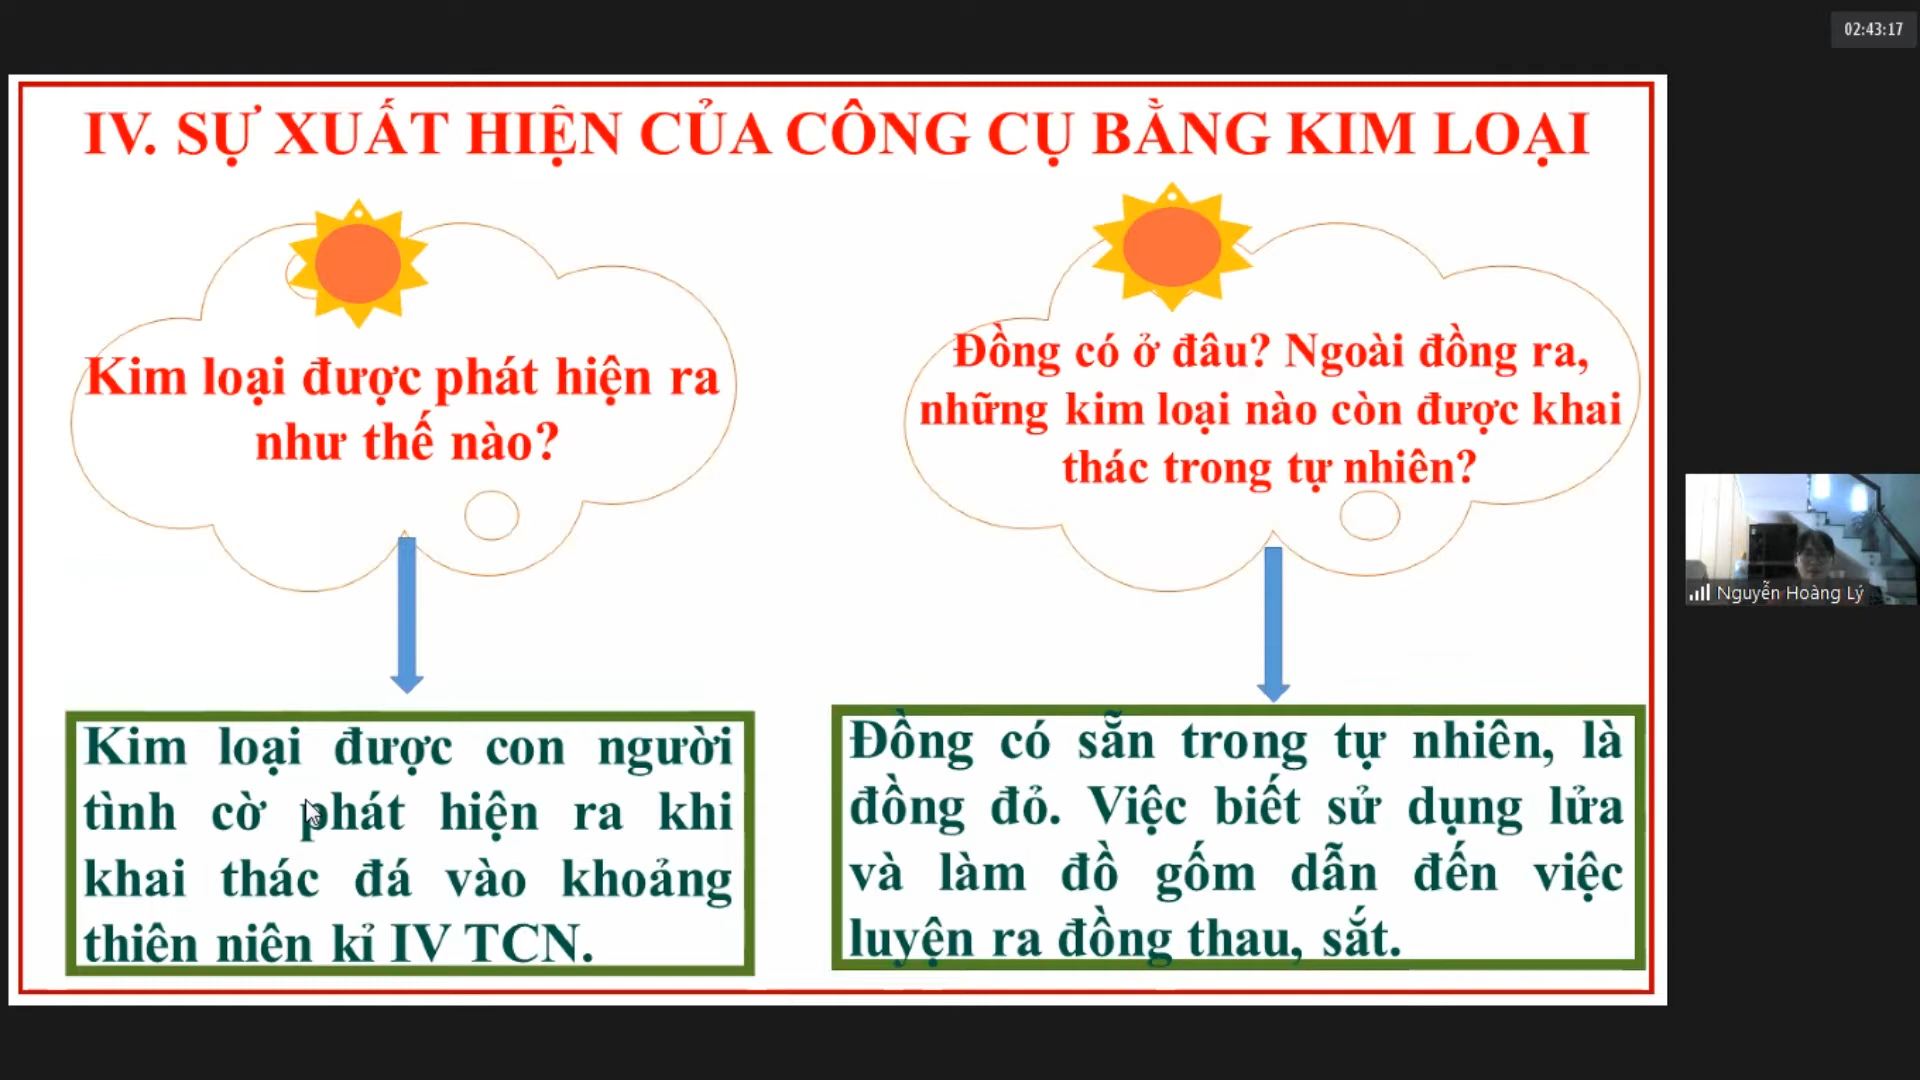 02:43:17
IV. SỰ XUẤT HIỆN CỦA CÔNG CỤ BẰNG KIM LOẠI
Kim loại được phát hiện ra
như thế nào?
Đồng có ở đâu? Ngoài đồng ra,
những kim loại nào còn được khai
thác trong tự nhiên?
Kim loại được con người
tình cờ phát hiện ra khi
khai thác đá vào khoảng
thiên niên kỉ IV TCN.
Đồng có sẵn trong tự nhiên, là
đồng đỏ. Việc biết sử dụng lửa
và làm đồ gốm dẫn đến việc
luyện ra đồng thau, sắt.
Nguyễn Hoàng Lý